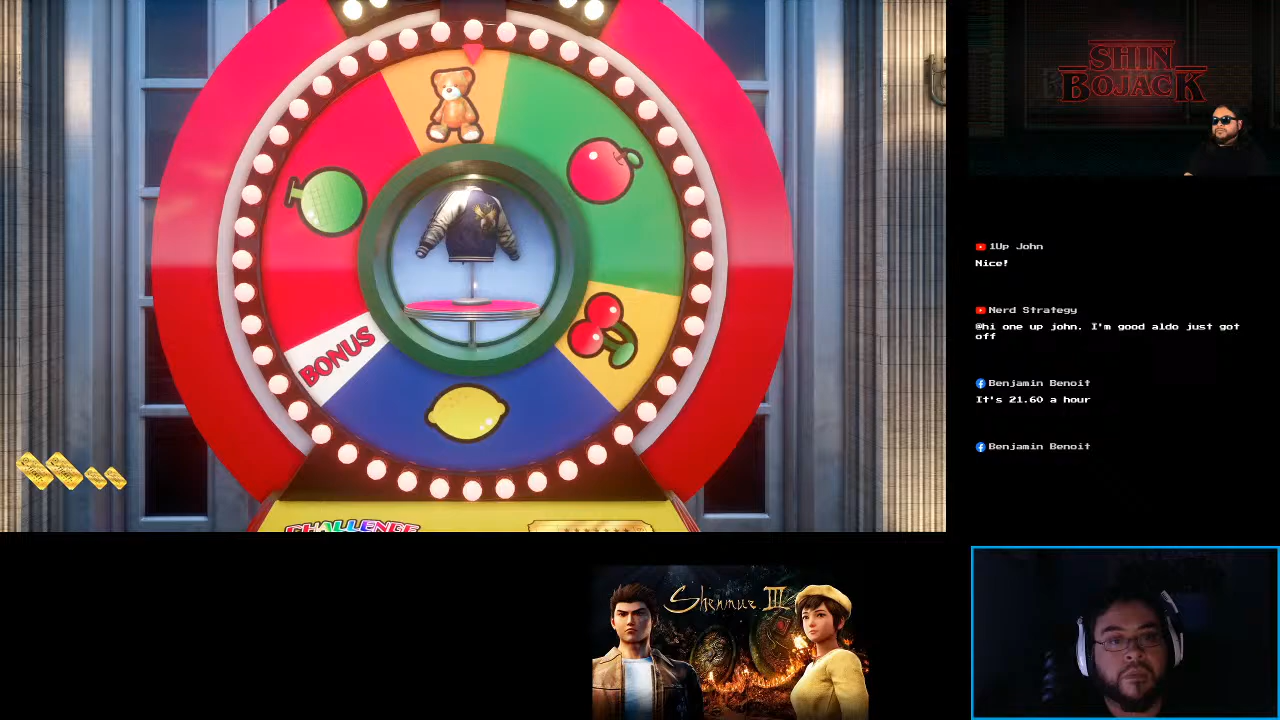 SHIN
BOJACK
1Up John
Nice!
Nerd Strategy
@hi one up john. I'm good aldo just got
off
Benjamin Benoit
It's 21.60 a hour
Benjamin Benoit
BONUS
CHALLENGE
Shenmue III